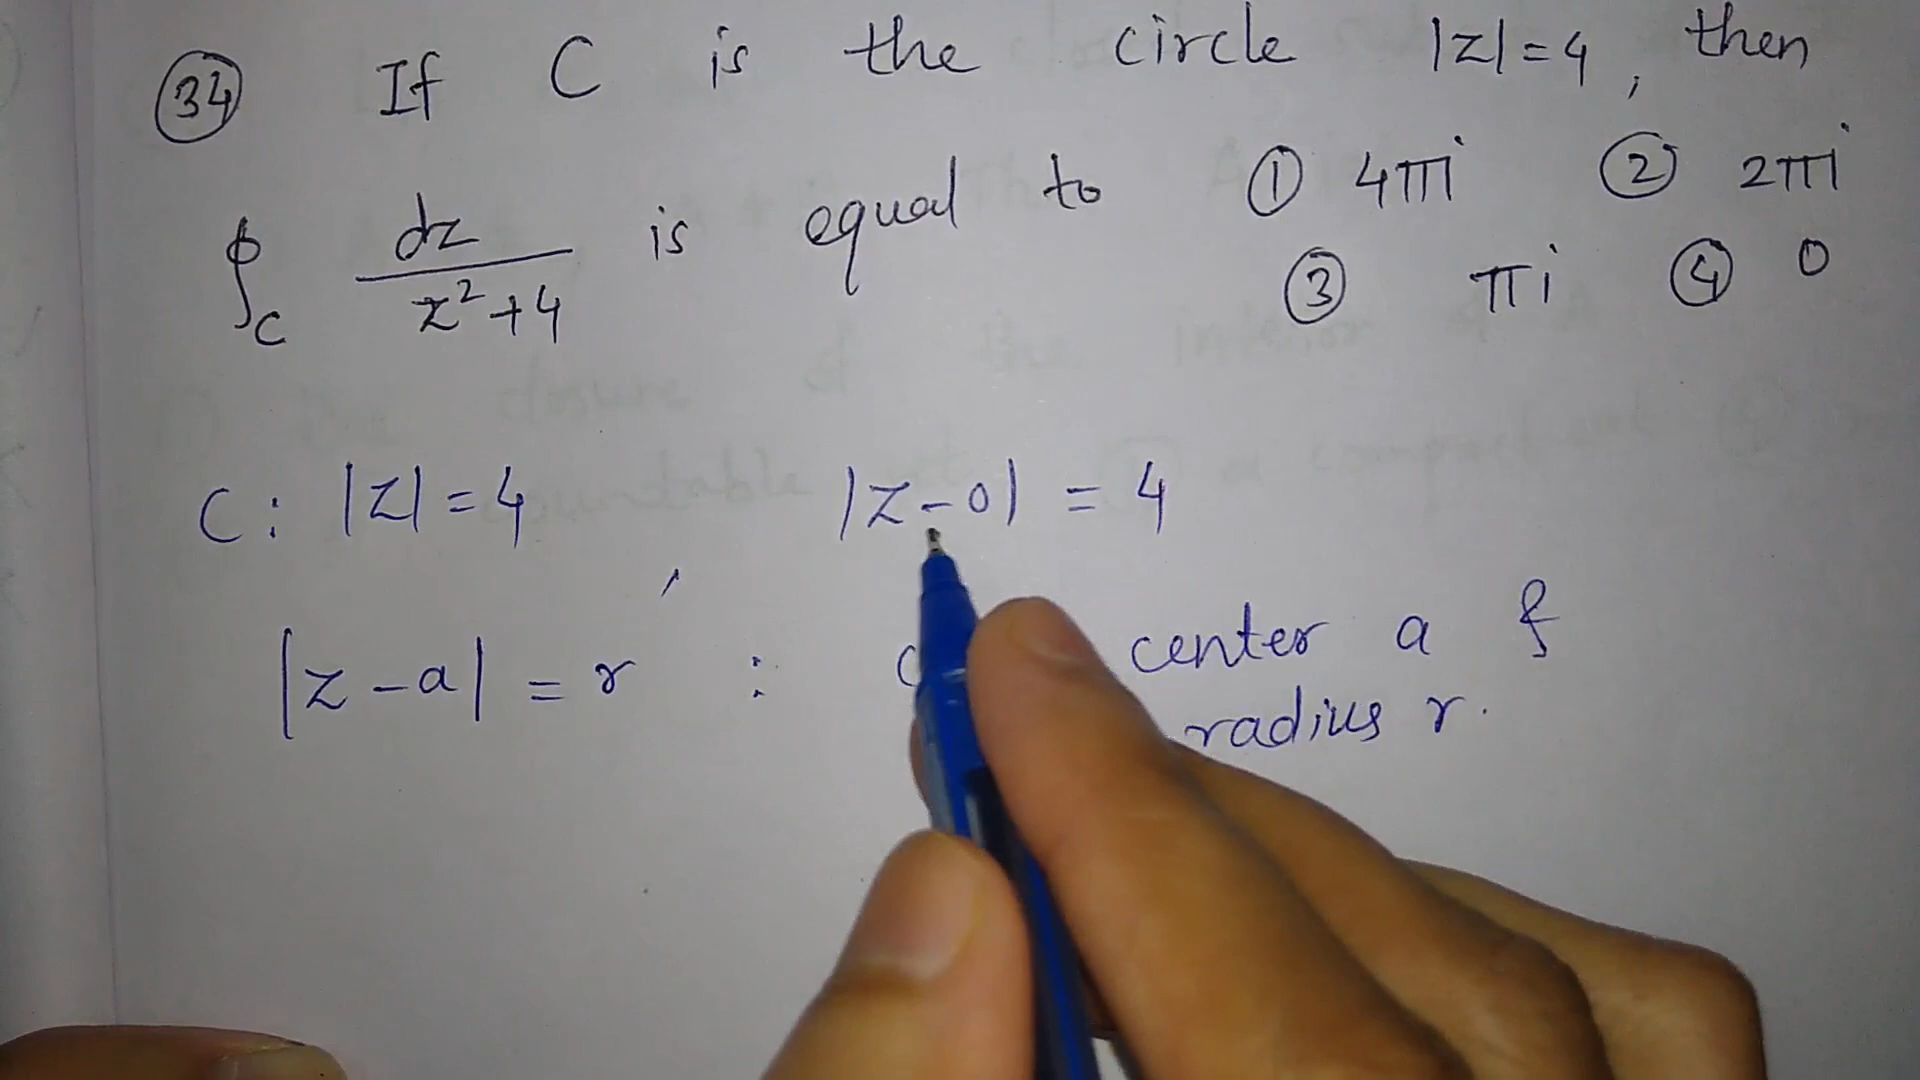 34 If C is the circle |z|=4, then
∮_C dz/(z²+4) is equal to ① 4πi ② 2πi
③ πi ④ 0
C: |z|=4, |z-0| = 4
|z-a| = r : center a &
radius r.